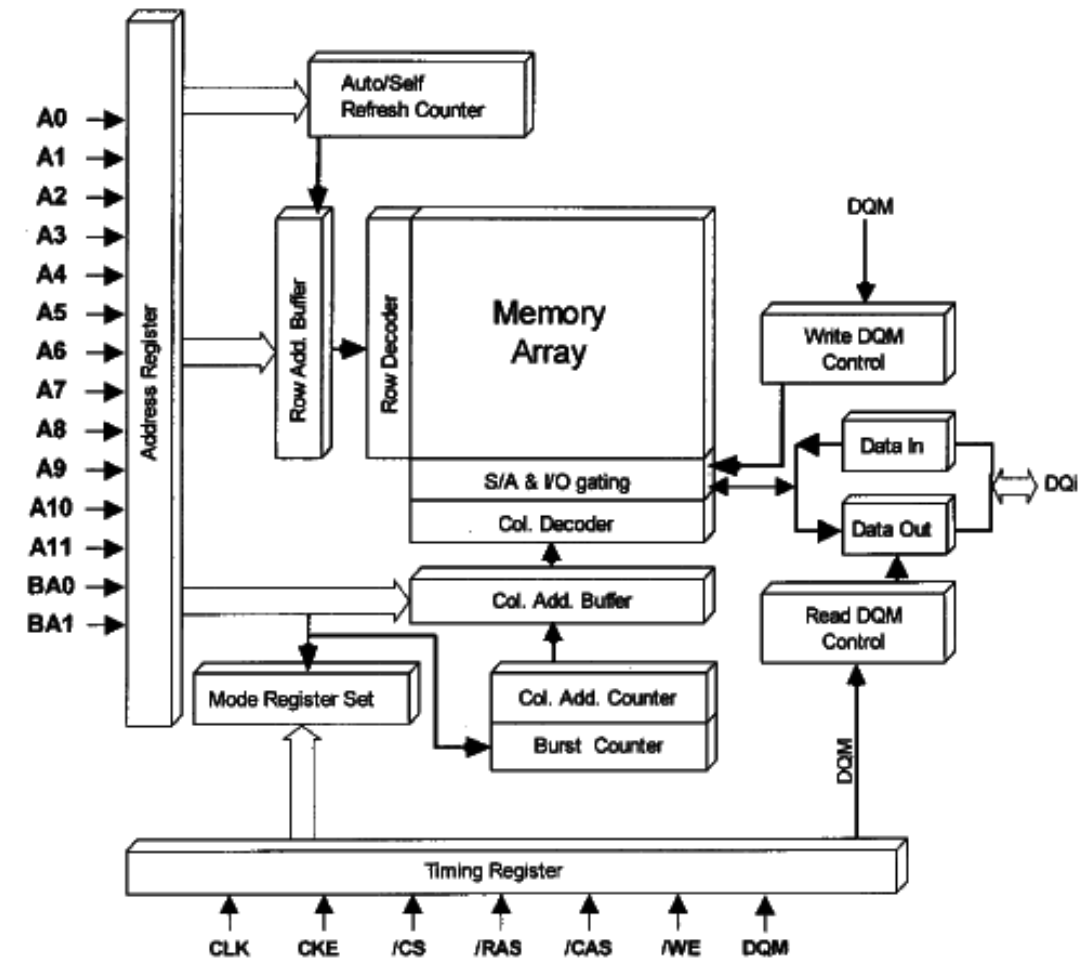 Auto/Self
Refresh Counter
A0
A1
A2
A3
A4
A5
A6
A7
A8
A9
A10
A11
BA0
BA1
Address Register
Row Add. Buffer
Row Decoder
Memory
Array
S/A & I/O gating
Col. Decoder
Col. Add. Buffer
Mode Register Set
Col. Add. Counter
Burst Counter
DQM
Write DQM
Control
Data In
Data Out
DQi
Read DQM
Control
DQM
Timing Register
CLK
CKE
/CS
/RAS
/CAS
/WE
DQM